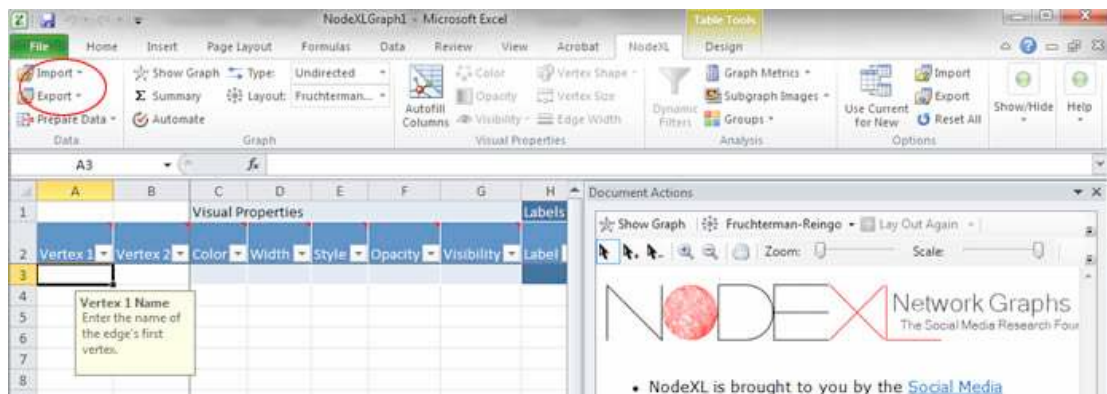 NodeXLGraph1 - Microsoft Excel
Table Tools
File Home Insert Page Layout Formulas Data Review View Acrobat NodeXL Design
Import
Export
Prepare Data
Data
Show Graph Type: Undirected
Summary Layout: Fruchterman...
Automate
Graph
Autofill Columns
Color Vertex Shape
Opacity Vertex Size
Visibility Edge Width
Visual Properties
Dynamic Filters
Graph Metrics
Subgraph Images
Groups
Analysis
Use Current for New
Import
Export
Reset All
Options
Show/Hide
Help
A3 fx
A B C D E F G H
1 Visual Properties Labels
2 Vertex 1 Vertex 2 Color Width Style Opacity Visibility Label
3
4
5
6
7
8
Vertex 1 Name
Enter the name of
the edge's first
vertex.
Document Actions
Show Graph Fruchterman-Reingo Lay Out Again
Zoom: Scale:
NODEXL Network Graphs
The Social Media Research Foun
• NodeXL is brought to you by the Social Media